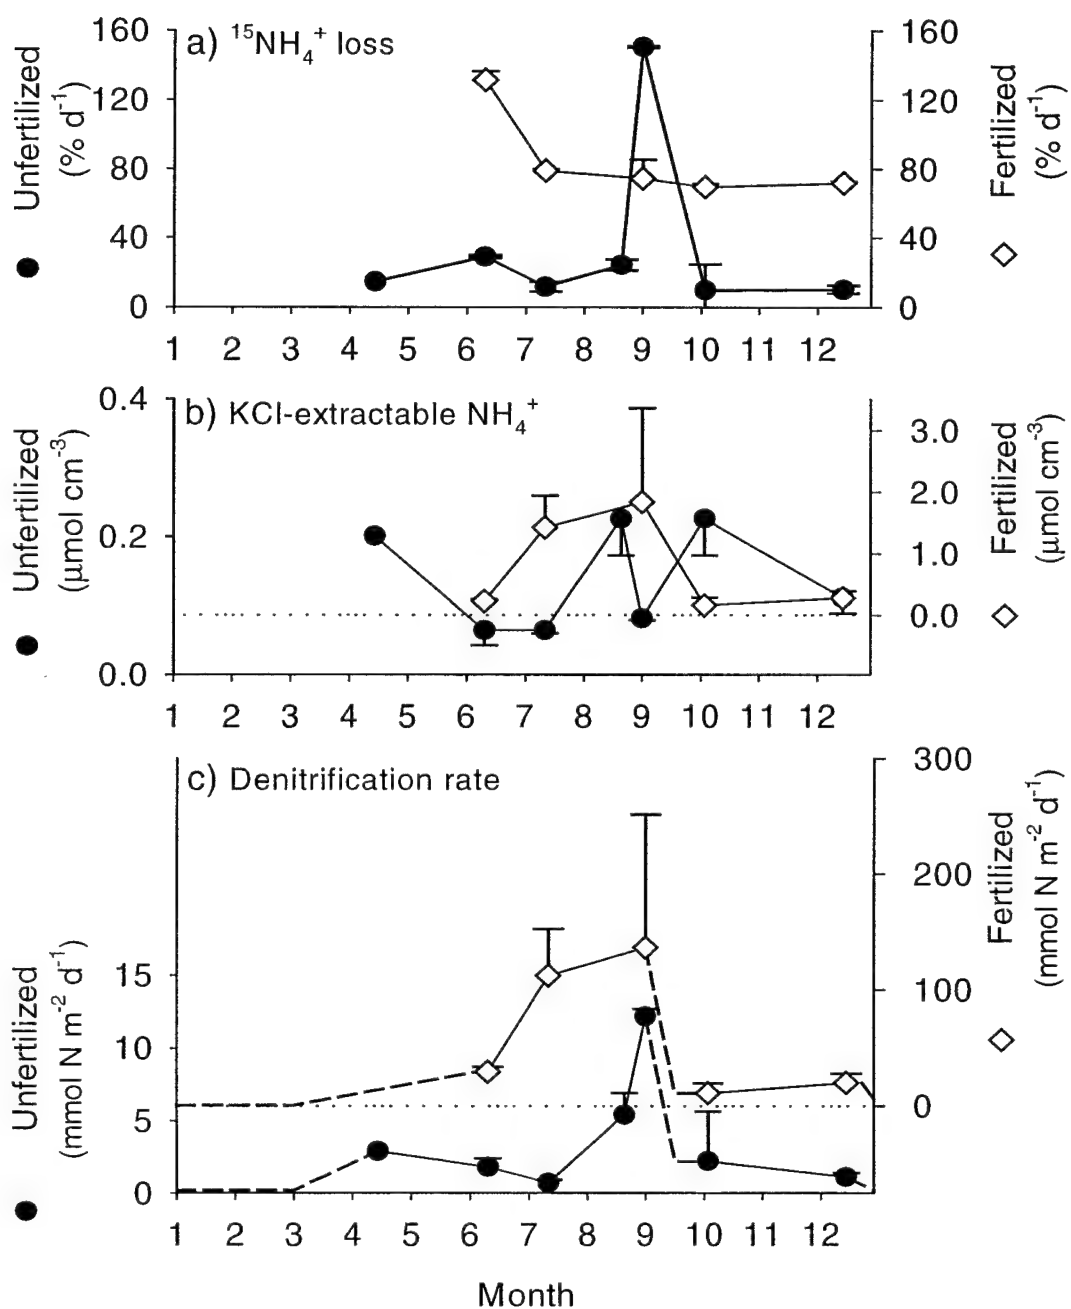 a) ¹⁵NH₄⁺ loss
Unfertilized
(% d⁻¹)
160
120
80
40
0
160
120
80
40
0
Fertilized
(% d⁻¹)
1 2 3 4 5 6 7 8 9 10 11 12
b) KCl-extractable NH₄⁺
Unfertilized
(µmol cm⁻³)
0.4
0.2
0.0
3.0
2.0
1.0
0.0
Fertilized
(µmol cm⁻³)
1 2 3 4 5 6 7 8 9 10 11 12
c) Denitrification rate
Unfertilized
(mmol N m⁻² d⁻¹)
15
10
5
0
300
200
100
0
Fertilized
(mmol N m⁻² d⁻¹)
1 2 3 4 5 6 7 8 9 10 11 12
Month